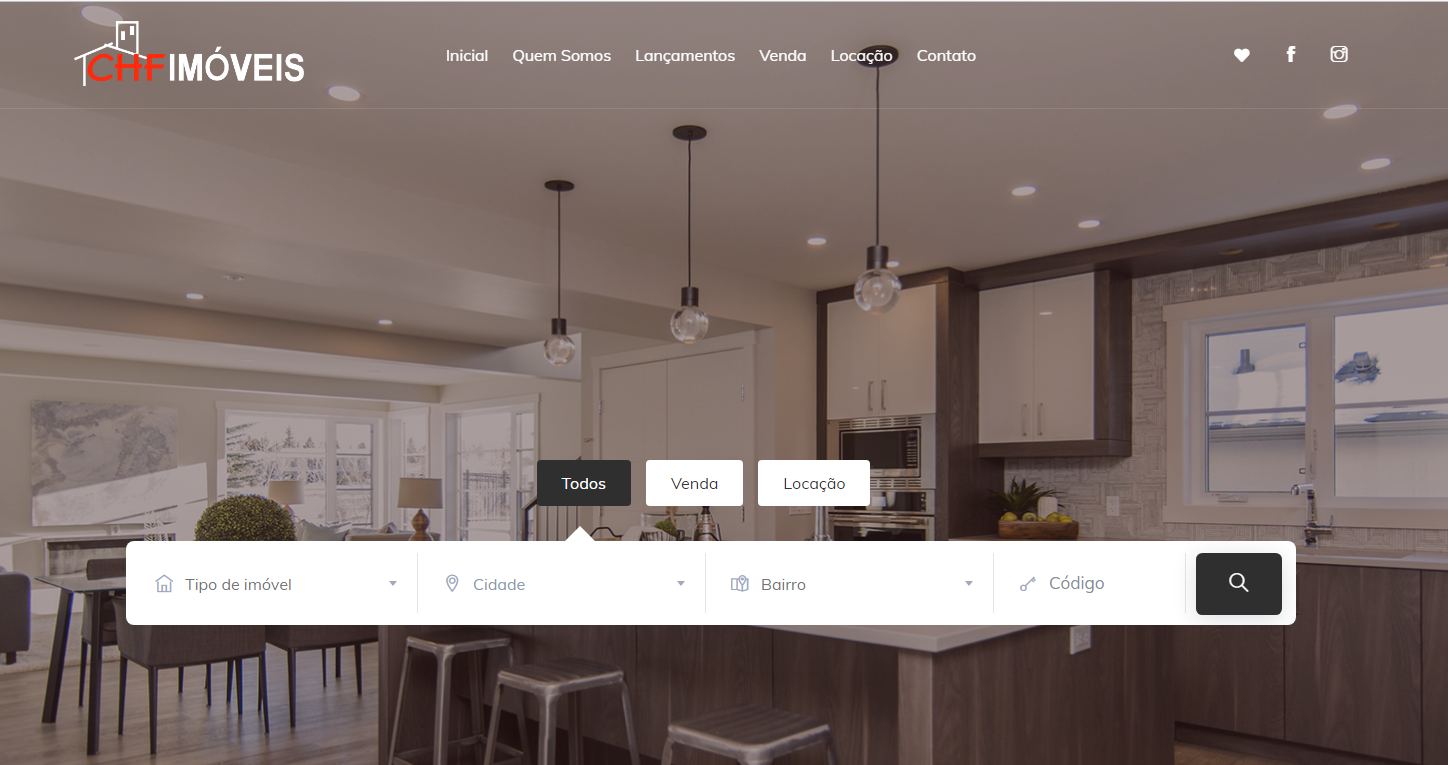 CHF IMÓVEIS
Inicial Quem Somos Lançamentos Venda Locação Contato
Todos Venda Locação
Tipo de imóvel Cidade Bairro Código